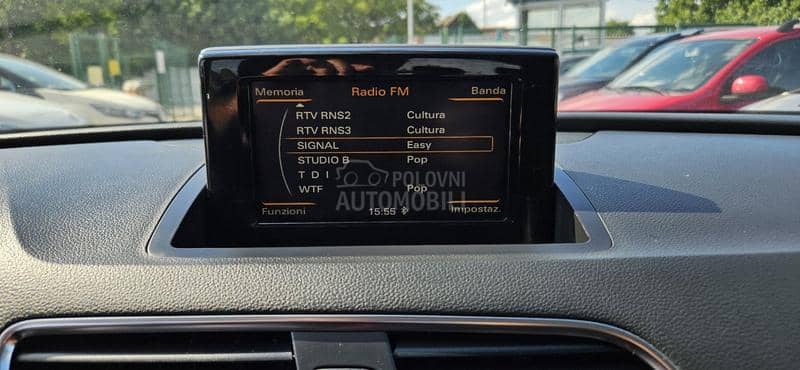 Memoria Radio FM Banda
RTV RNS2 Cultura
RTV RNS3 Cultura
SIGNAL Easy
STUDIO B Pop
T D I
WTF Pop
POLOVNI
AUTOMOBILI
Funzioni 15:55 Impostaz.